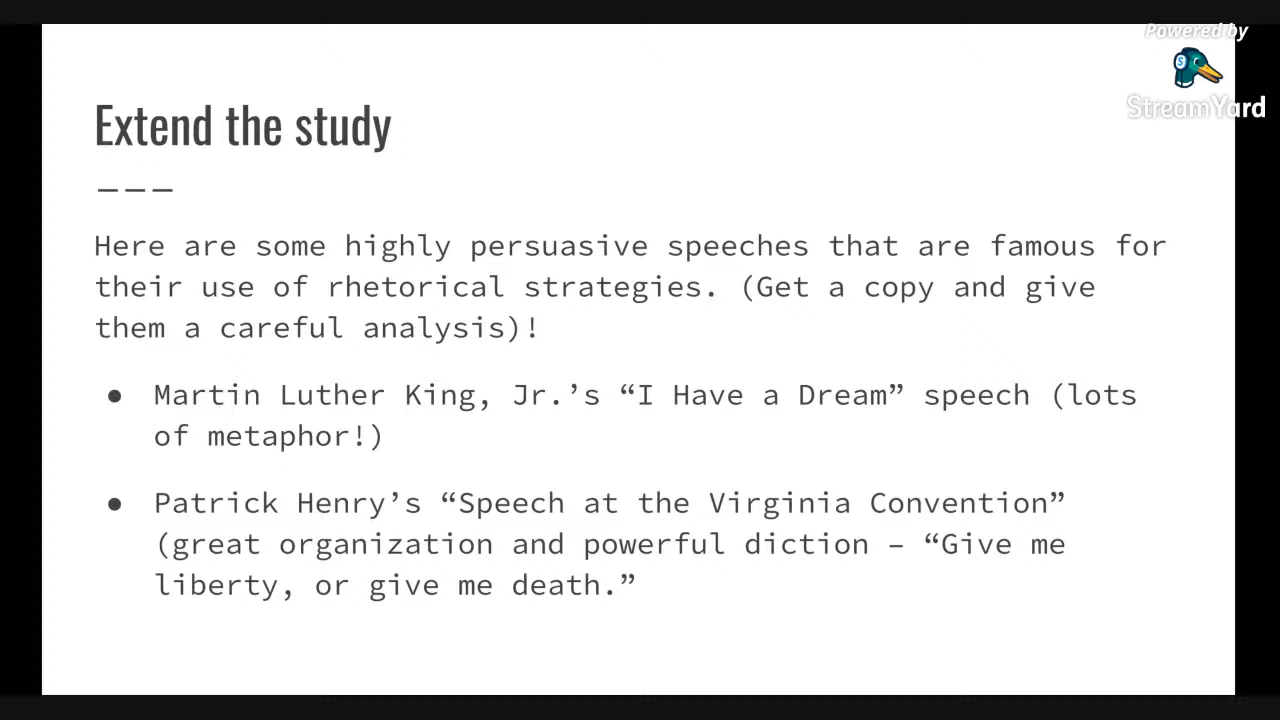 Powered by
StreamYard
Extend the study
Here are some highly persuasive speeches that are famous for
their use of rhetorical strategies. (Get a copy and give
them a careful analysis)!
● Martin Luther King, Jr.’s “I Have a Dream” speech (lots
of metaphor!)
● Patrick Henry’s “Speech at the Virginia Convention”
(great organization and powerful diction – “Give me
liberty, or give me death.”